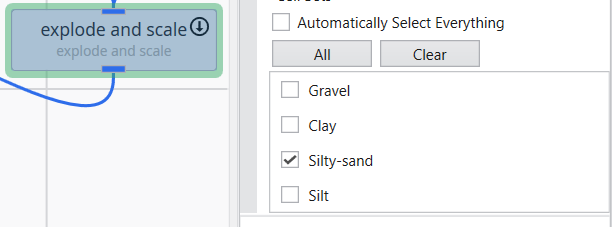 explode and scale
explode and scale
Automatically Select Everything
All
Clear
Gravel
Clay
Silty-sand
Silt